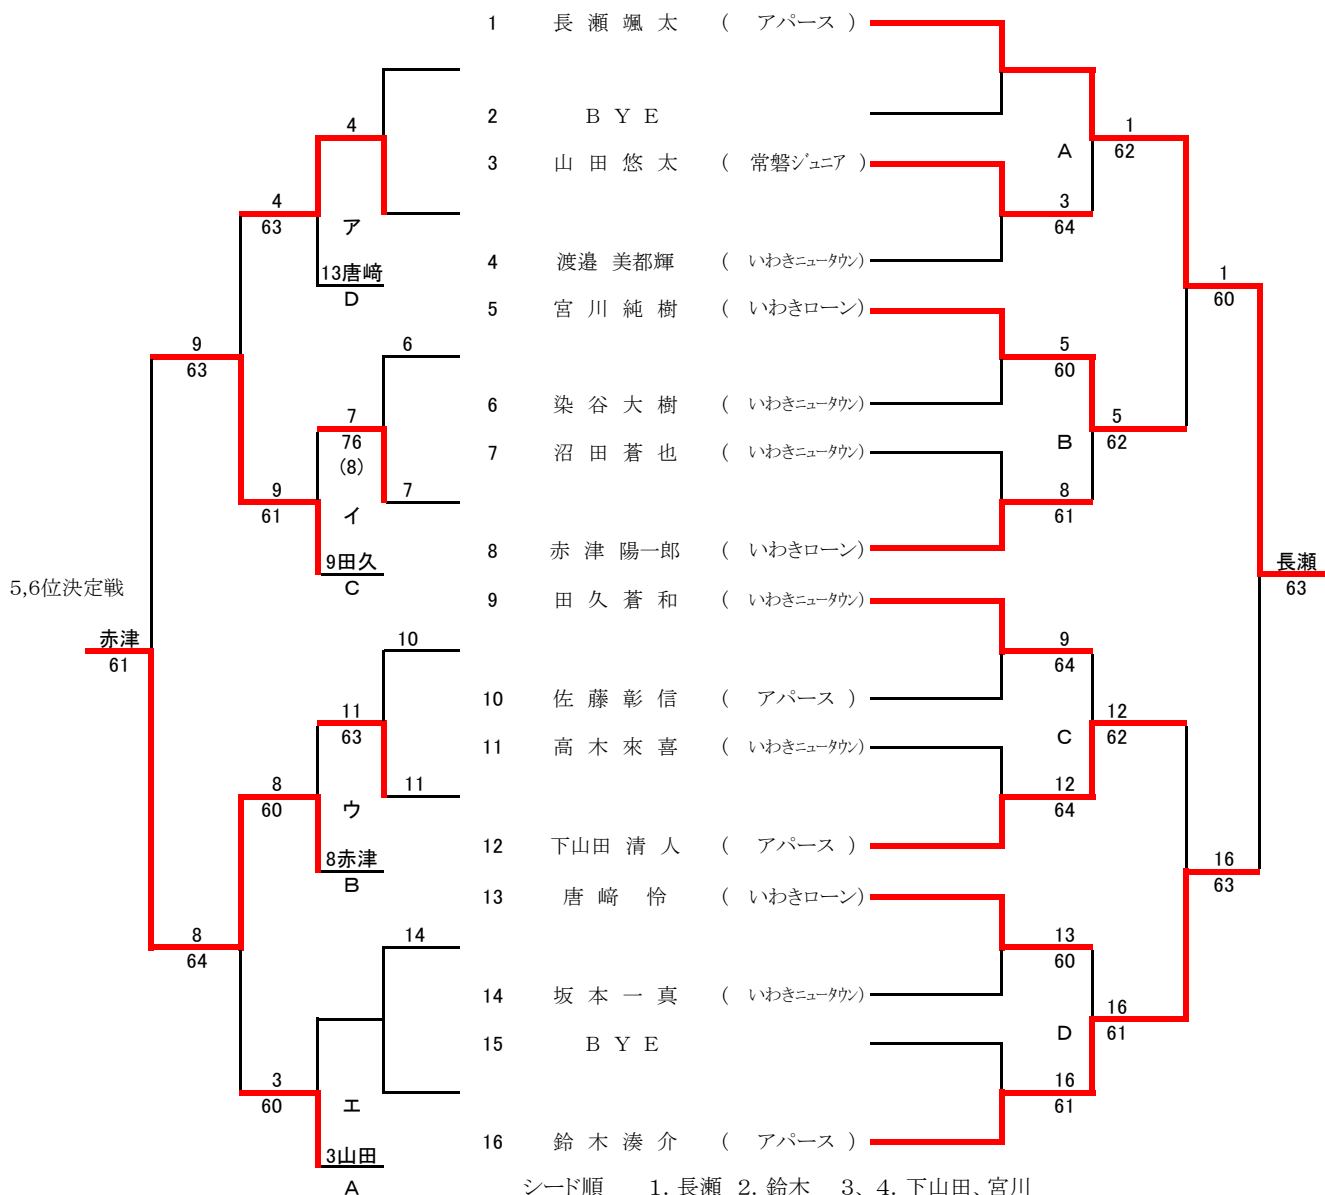 1 長瀬颯太 ( アパース )
2 BYE
4
1
3 山田悠太 ( 常磐ジュニア )
A
62
4
3
63
ア
64
4 渡邉 美都輝 ( いわきニュータウン)
13唐﨑
1
D
60
5 宮川純樹 ( いわきローン)
9
6
5
63
60
6 染谷大樹 ( いわきニュータウン)
7
5
76
B
62
7 沼田蒼也 ( いわきニュータウン)
(8)
9
7
8
61
イ
61
8 赤津陽一郎 ( いわきローン)
9田久
長瀬
5,6位決定戦
C
63
9 田久蒼和 ( いわきニュータウン)
赤津
10
9
61
64
10 佐藤彰信 ( アパース )
11
12
63
C
62
11 高木來喜 ( いわきニュータウン)
8
11
12
60
ウ
64
12 下山田清人 ( アパース )
8赤津
16
B
63
13 唐﨑 怜 ( いわきローン)
8
14
13
64
60
14 坂本一真 ( いわきニュータウン)
16
D
61
15 BYE
3
16
60
エ
61
16 鈴木湊介 ( アパース )
3山田
A
シード順 1.長瀬 2.鈴木 3、4.下山田、宮川